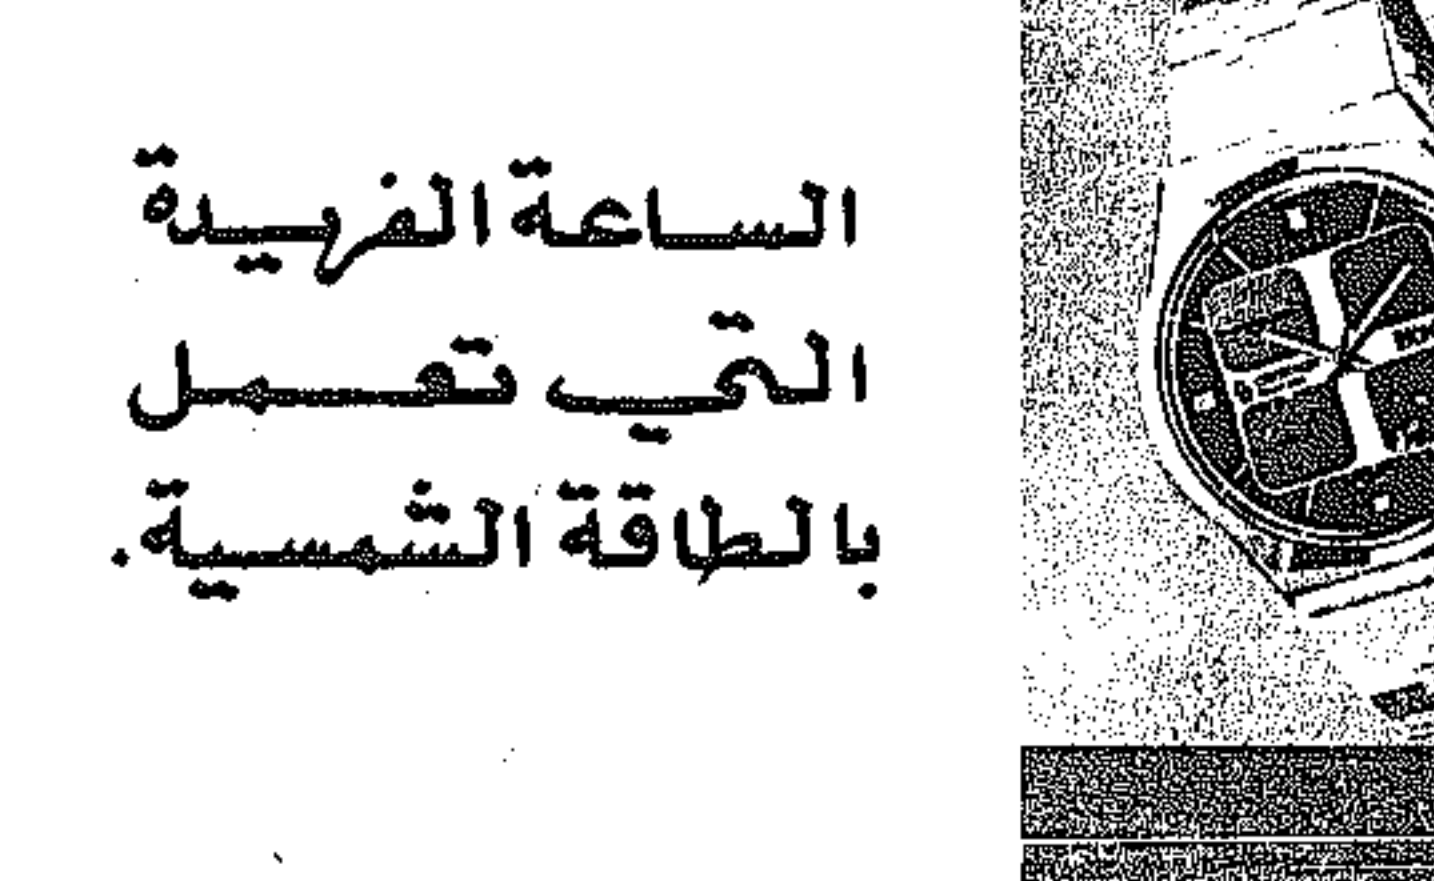 الساعة الفريدة
التي تعمل
بالطاقة الشمسية.